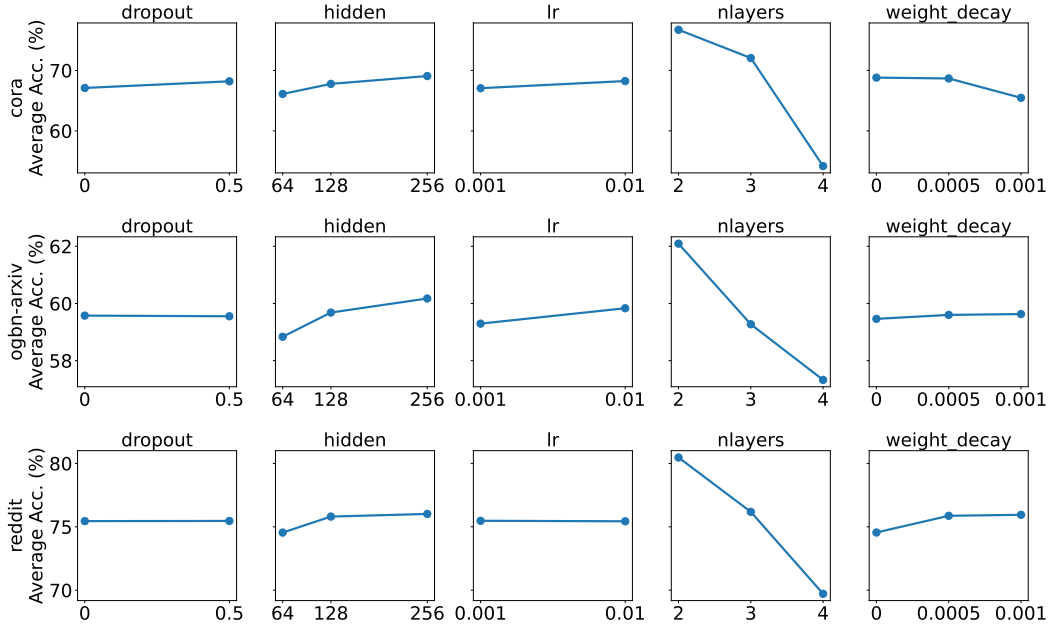 dropout hidden lr nlayers weight_decay
cora
Average Acc. (%)
70
60
0 0.5 64 128 256 0.001 0.01 2 3 4 0 0.0005 0.001
dropout hidden lr nlayers weight_decay
ogbn-arxiv
Average Acc. (%)
62
60
58
0 0.5 64 128 256 0.001 0.01 2 3 4 0 0.0005 0.001
dropout hidden lr nlayers weight_decay
reddit
Average Acc. (%)
80
75
70
0 0.5 64 128 256 0.001 0.01 2 3 4 0 0.0005 0.001